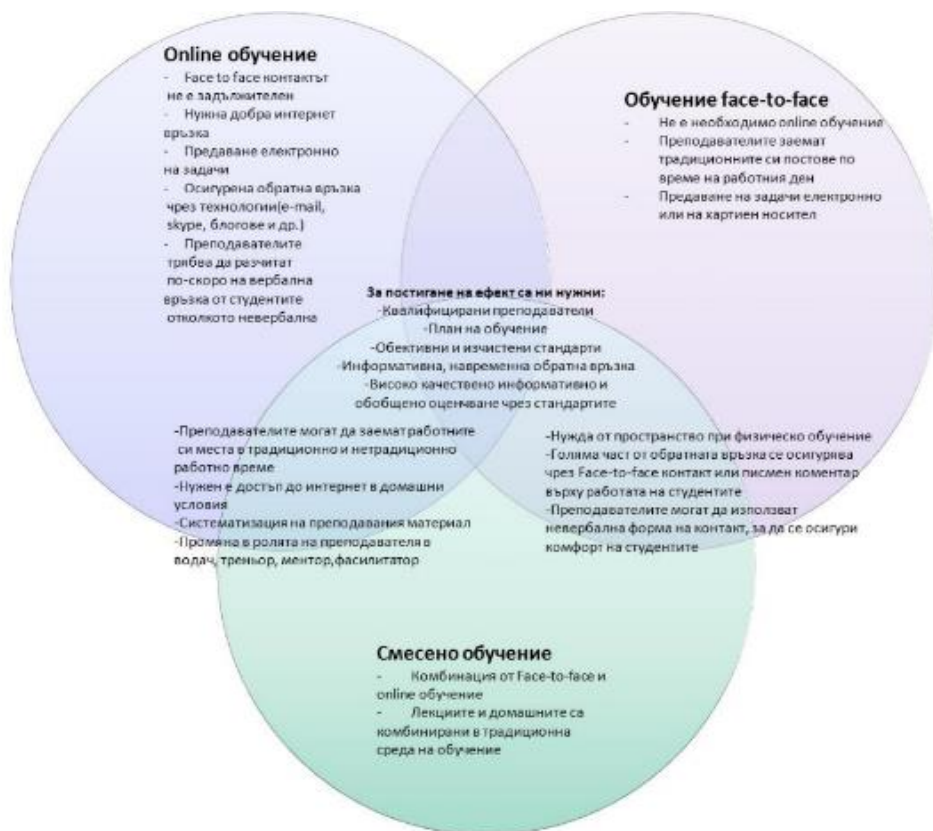 Online обучение
- Face to face контактът
не е задължителен
- Нужна добра интернет
връзка
- Предаване електронно
на задачи
- Осигурена обратна връзка
чрез технологии(e-mail,
skype, блогове и др.)
- Преподавателите
трябва да разчитат
по-скоро на вербална
връзка от студентите
отколкото невербална
Обучение face-to-face
- Не е необходимо online обучение
- Преподавателите заемат
традиционните си постове по
време на работния ден
- Предаване на задачи електронно
или на хартиен носител
За постигане на ефект са ни нужни:
-Квалифицирани преподаватели
-План на обучение
-Обективни и изчистени стандарти
-Информативна, навременна обратна връзка
-Високо качествено информативно и
обобщено оценчване чрез стандартите
-Преподавателите могат да заемат работните
си места в традиционно и нетрадиционно
работно време
-Нужен е достъп до интернет в домашни
условия
-Систематизация на преподавания материал
-Промяна в ролята на преподавателя в
водач, треньор, ментор,фасилитатор
-Нужда от пространство при физическо обучение
-Голяма част от обратната връзка се осигурява
чрез Face-to-face контакт или писмен коментар
върху работата на студентите
-Преподавателите могат да използват
невербална форма на контакт, за да се осигури
комфорт на студентите
Смесено обучение
- Комбинация от Face-to-face и
online обучение
- Лекциите и домашните са
комбинирани в традиционна
среда на обучение